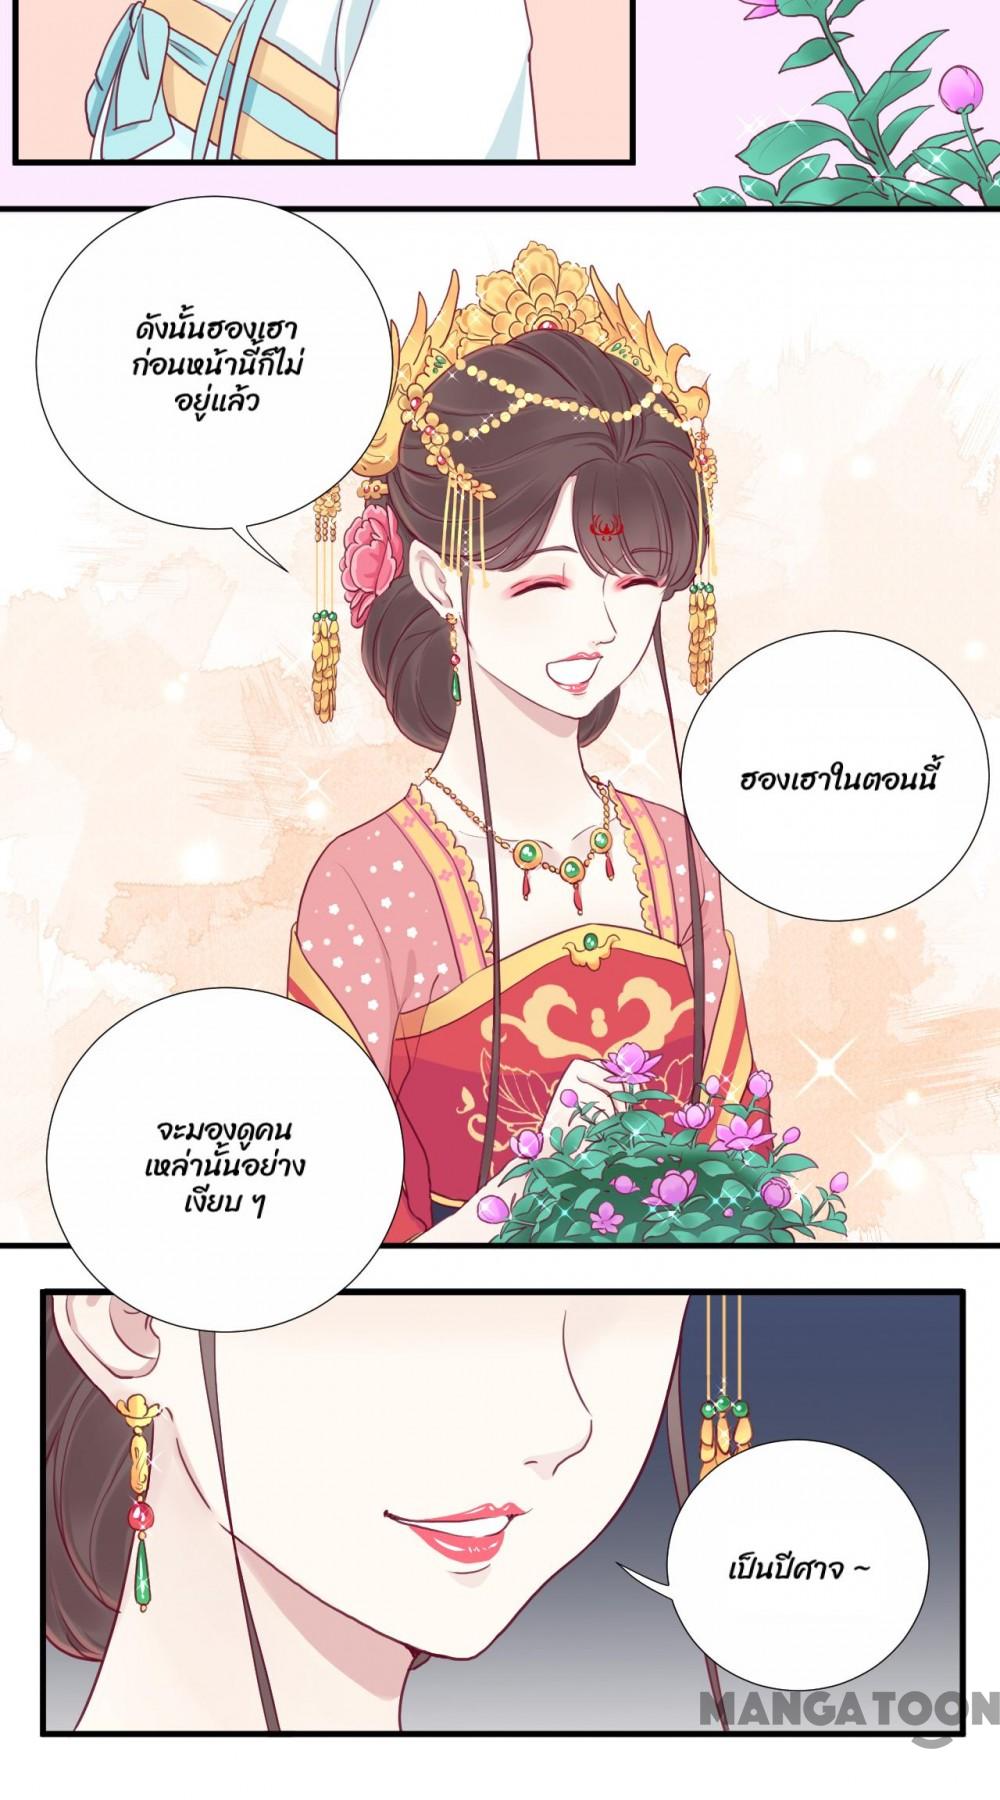 ดังนั้นฮองเฮา
ก่อนหน้านี้ก็ไม่
อยู่แล้ว
ฮองเฮาในตอนนี้
จะมองดูคน
เหล่านั้นอย่าง
เงียบ ๆ
เป็นปีศาจ ~
MANGATOON